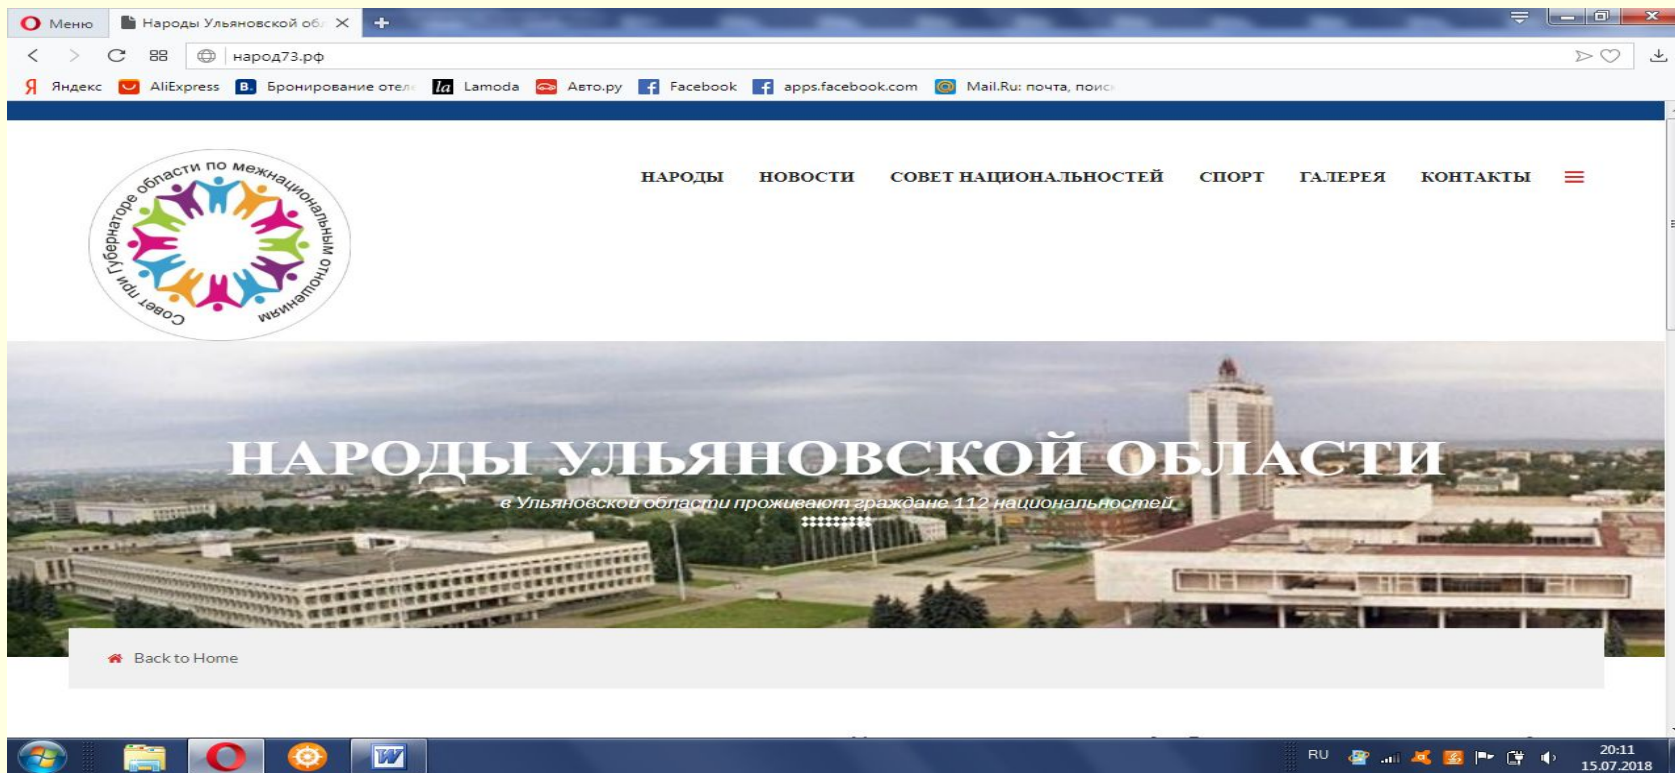 Меню
Народы Ульяновской об
народ73.рф
Яндекс AliExpress Бронирование отел Lamoda Авто.ру Facebook apps.facebook.com Mail.Ru: почта, поис
Совет при Губернаторе области по межнациональным отношениям
НАРОДЫ НОВОСТИ СОВЕТ НАЦИОНАЛЬНОСТЕЙ СПОРТ ГАЛЕРЕЯ КОНТАКТЫ
НАРОДЫ УЛЬЯНОВСКОЙ ОБЛАСТИ
в Ульяновской области проживают граждане 112 национальностей
Back to Home
RU
20:11
15.07.2018